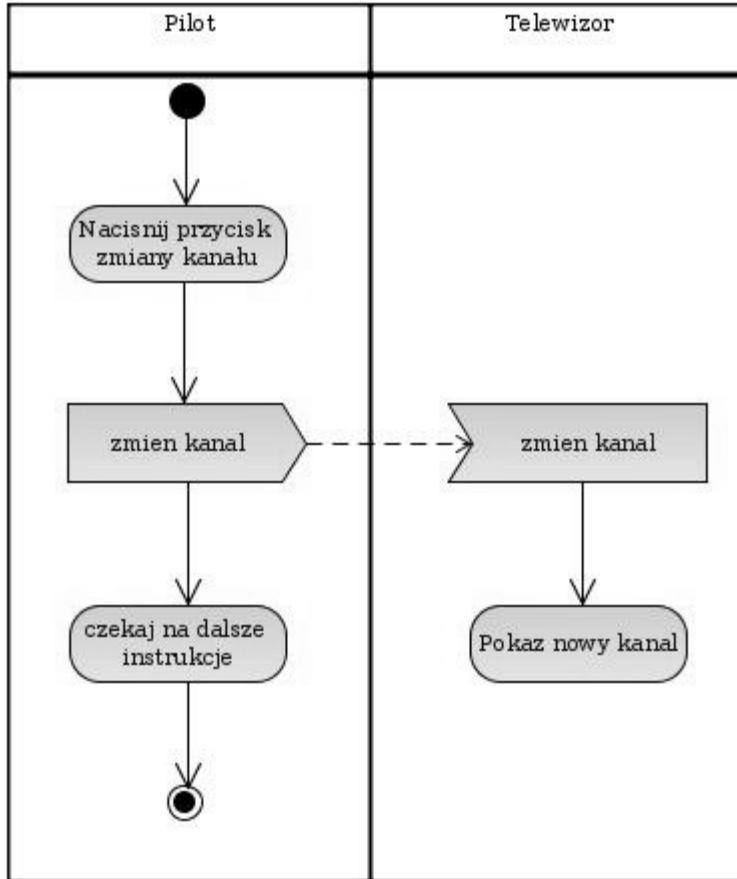 Pilot
Telewizor
Nacisnij przycisk
zmiany kanału
zmien kanal
zmien kanal
czekaj na dalsze
instrukcje
Pokaz nowy kanal